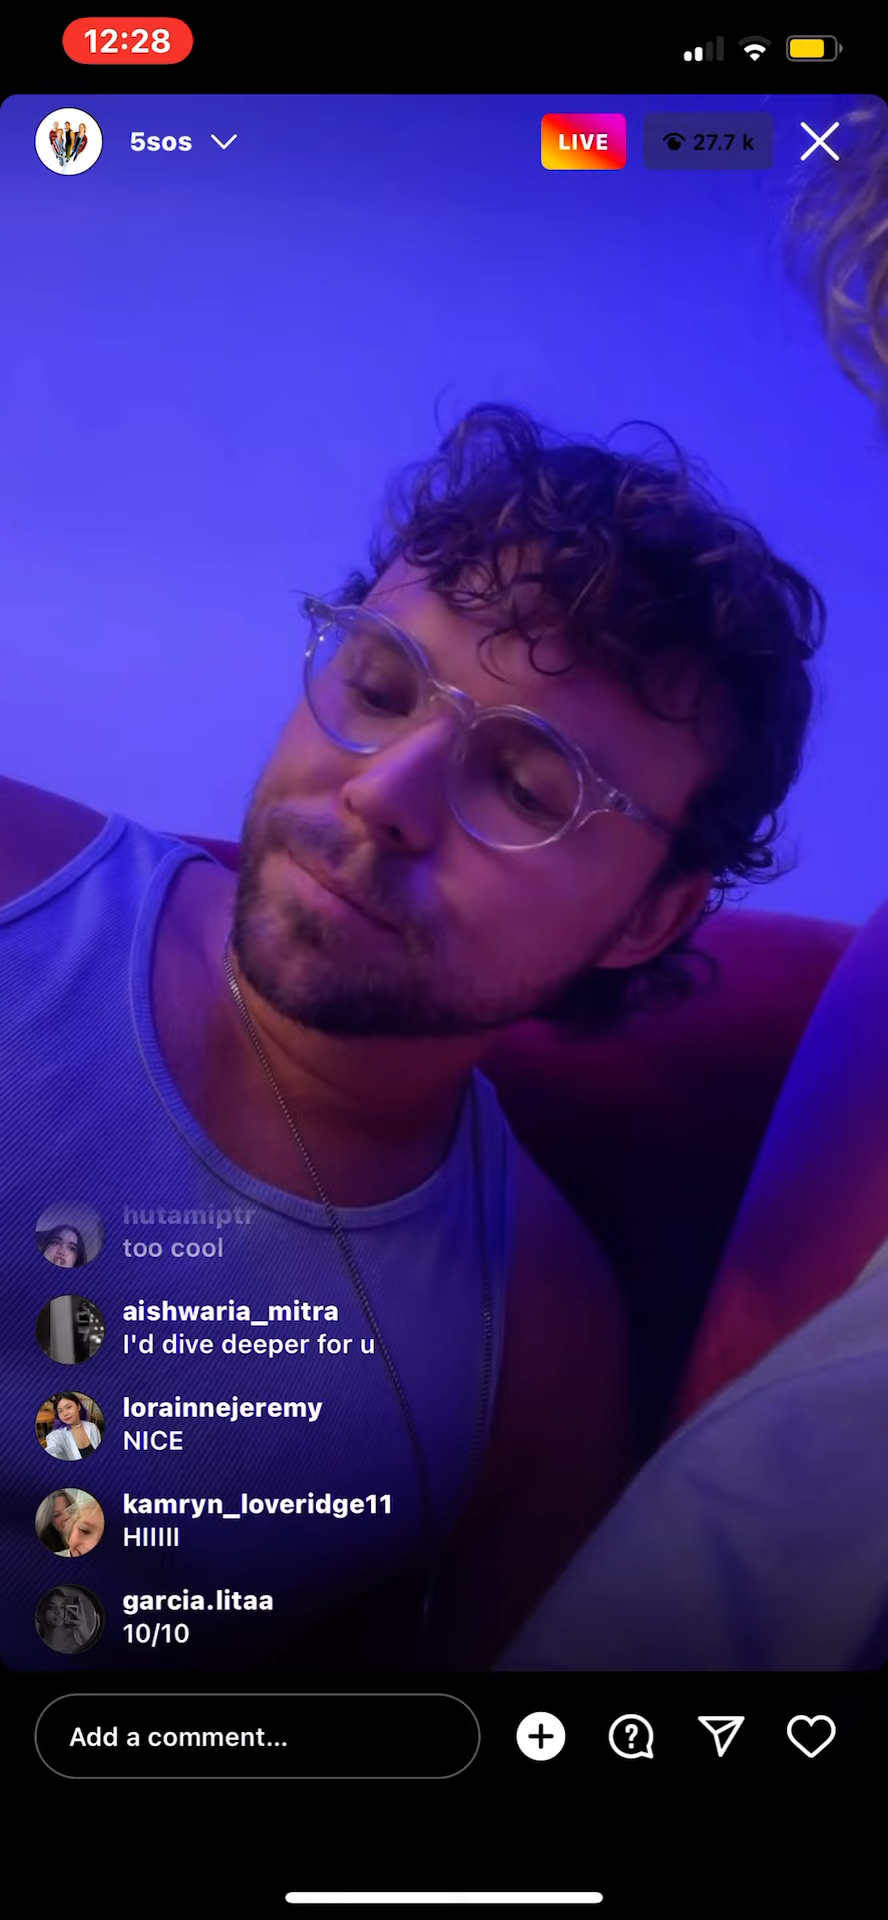 12:28
5sos
LIVE
27.7 k
hutamiptr
too cool
aishwaria_mitra
I'd dive deeper for u
lorainnejeremy
NICE
kamryn_loveridge11
HIIIII
garcia.litaa
10/10
Add a comment...